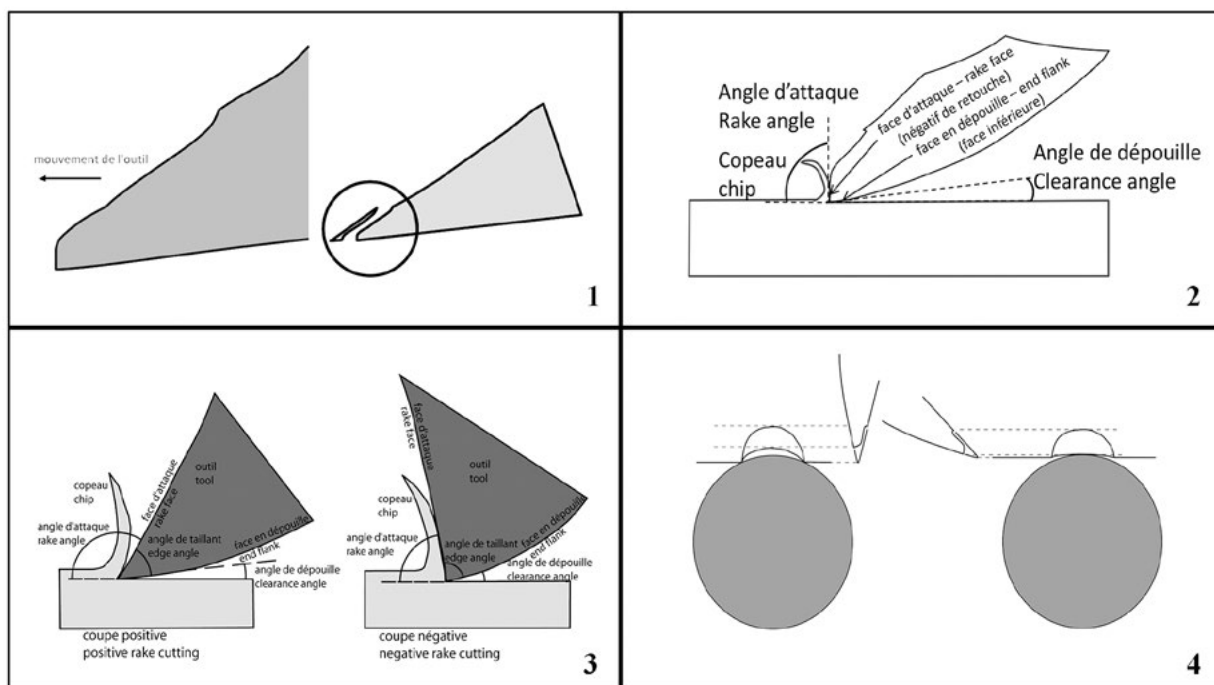 mouvement de l'outil
1
Angle d'attaque
Rake angle
Copeau
chip
face d'attaque – rake face
(négatif de retouche)
face en dépouille – end flank
(face inférieure)
Angle de dépouille
Clearance angle
2
copeau
chip
face d'attaque
rake face
outil
tool
angle d'attaque
rake angle
angle de taillant
edge angle
face en dépouille
end flank
angle de dépouille
clearance angle
coupe positive
positive rake cutting
face d'attaque
rake face
outil
tool
copeau
chip
angle d'attaque
rake angle
angle de taillant
edge angle
face en dépouille
end flank
angle de dépouille
clearance angle
coupe négative
negative rake cutting
3
4